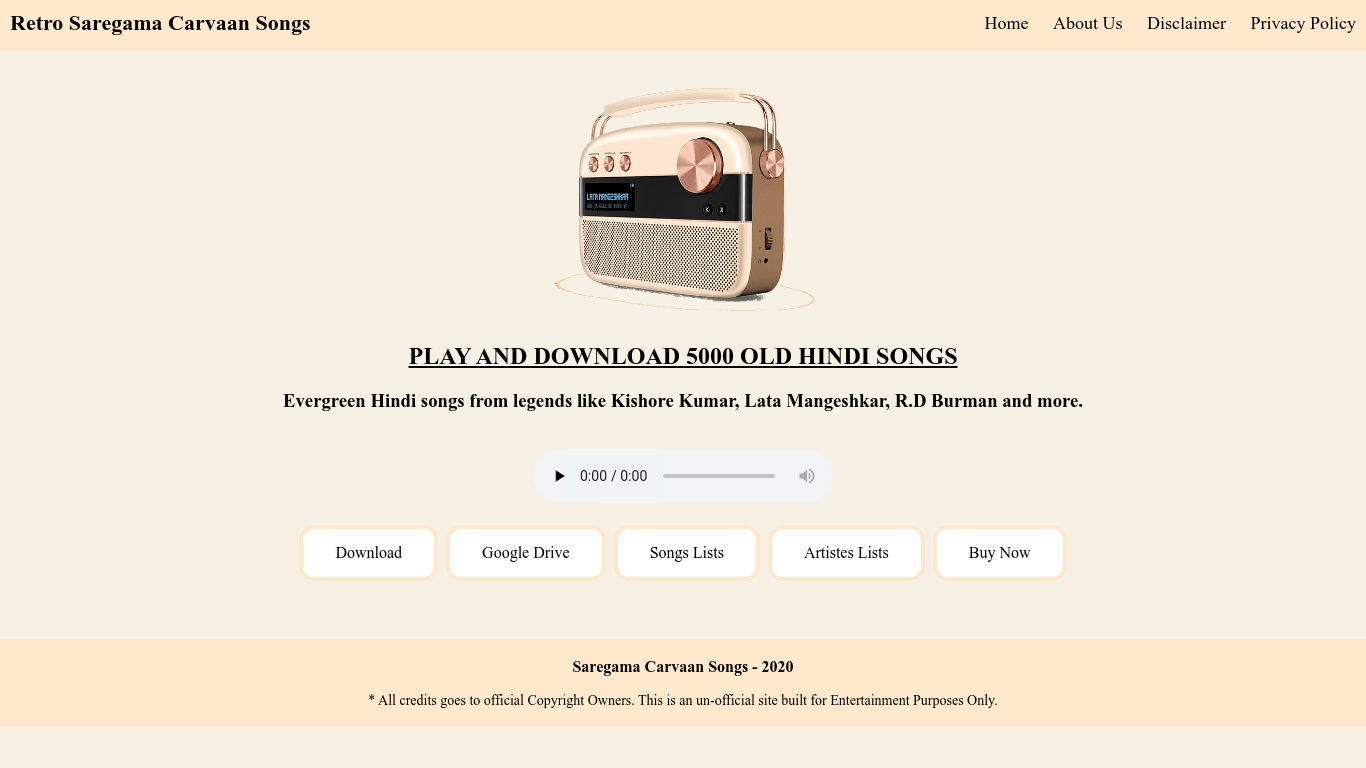 Retro Saregama Carvaan Songs
Home About Us Disclaimer Privacy Policy
LATA MANGESHKAR
PLAY AND DOWNLOAD 5000 OLD HINDI SONGS
Evergreen Hindi songs from legends like Kishore Kumar, Lata Mangeshkar, R.D Burman and more.
0:00 / 0:00
Download Google Drive Songs Lists Artistes Lists Buy Now
Saregama Carvaan Songs - 2020
* All credits goes to official Copyright Owners. This is an un-official site built for Entertainment Purposes Only.